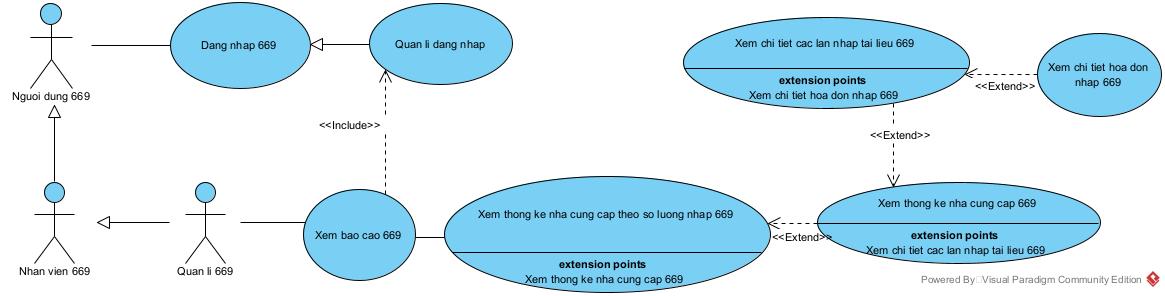 Nguoi dung 669
Dang nhap 669
Quan li dang nhap
Xem chi tiet cac lan nhap tai lieu 669
extension points
Xem chi tiet hoa don nhap 669
Xem chi tiet hoa don
nhap 669
<<Extend>>
<<Include>>
<<Extend>>
Nhan vien 669
Quan li 669
Xem bao cao 669
Xem thong ke nha cung cap theo so luong nhap 669
extension points
Xem thong ke nha cung cap 669
<<Extend>>
Xem thong ke nha cung cap 669
extension points
Xem chi tiet cac lan nhap tai lieu 669
Powered By Visual Paradigm Community Edition